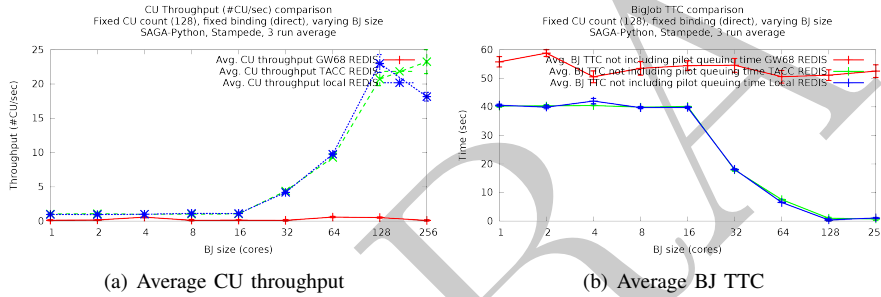 CU Throughput (#CU/sec) comparison
Fixed CU count (128), fixed binding (direct), varying BJ size
SAGA-Python, Stampede, 3 run average
Throughput (#CU/sec)
25
20
15
10
5
0
Avg. CU throughput GW68 REDIS
Avg. CU throughput TACC REDIS
Avg. CU throughput local REDIS
1 2 4 8 16 32 64 128 256
BJ size (cores)
(a) Average CU throughput
BigJob TTC comparison
Fixed CU count (128), fixed binding (direct), varying BJ size
SAGA-Python, Stampede, 3 run average
Time (sec)
60
50
40
30
20
10
0
Avg. BJ TTC not including pilot queuing time GW68 REDIS
Avg. BJ TTC not including pilot queuing time TACC REDIS
Avg. BJ TTC not including pilot queuing time local REDIS
1 2 4 8 16 32 64 128 25
BJ size (cores)
(b) Average BJ TTC